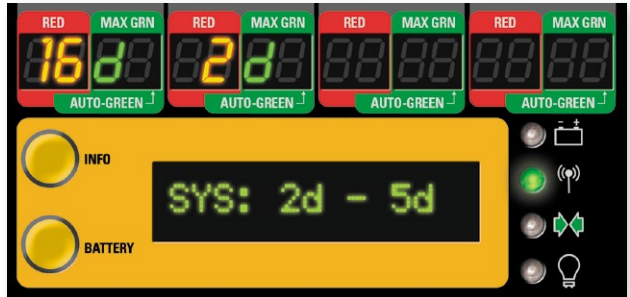 RED MAX GRN RED MAX GRN RED MAX GRN RED MAX GRN
16 d 2 d
AUTO-GREEN AUTO-GREEN AUTO-GREEN AUTO-GREEN
INFO
SYS: 2d - 5d
BATTERY